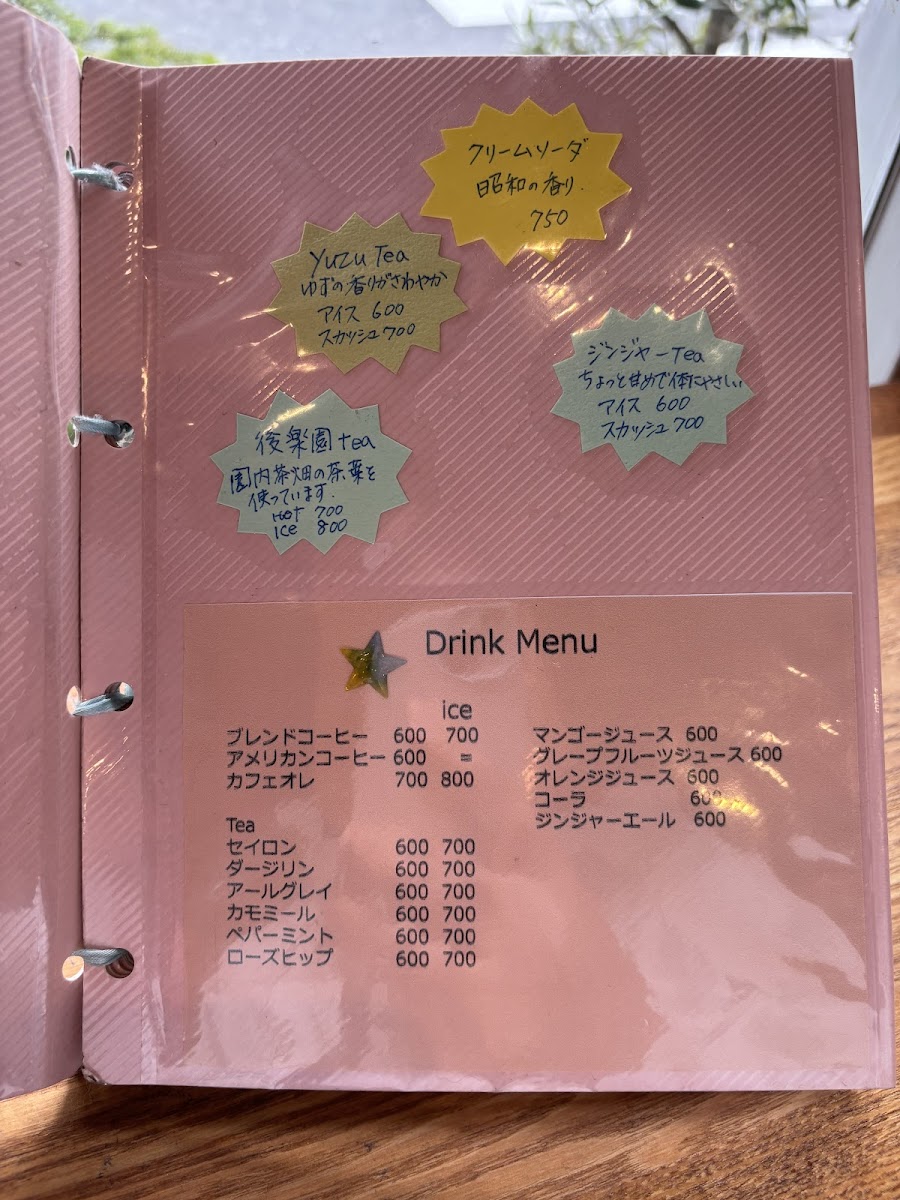 クリームソーダ
昭和の香り.
750
Yuzu Tea
ゆずの香りがさわやか
アイス 600
スカッシュ 700
ジンジャーTea
ちょっと甘めで体にやさしい
アイス 600
スカッシュ 700
後楽園tea
園内茶畑の茶葉を
使っています.
Hot 700
ice 800
Drink Menu
ice
ブレンドコーヒー 600 700
アメリカンコーヒー 600 =
カフェオレ 700 800
Tea
セイロン 600 700
ダージリン 600 700
アールグレイ 600 700
カモミール 600 700
ペパーミント 600 700
ローズヒップ 600 700
マンゴージュース 600
グレープフルーツジュース 600
オレンジジュース 600
コーラ
ジンジャーエール 600